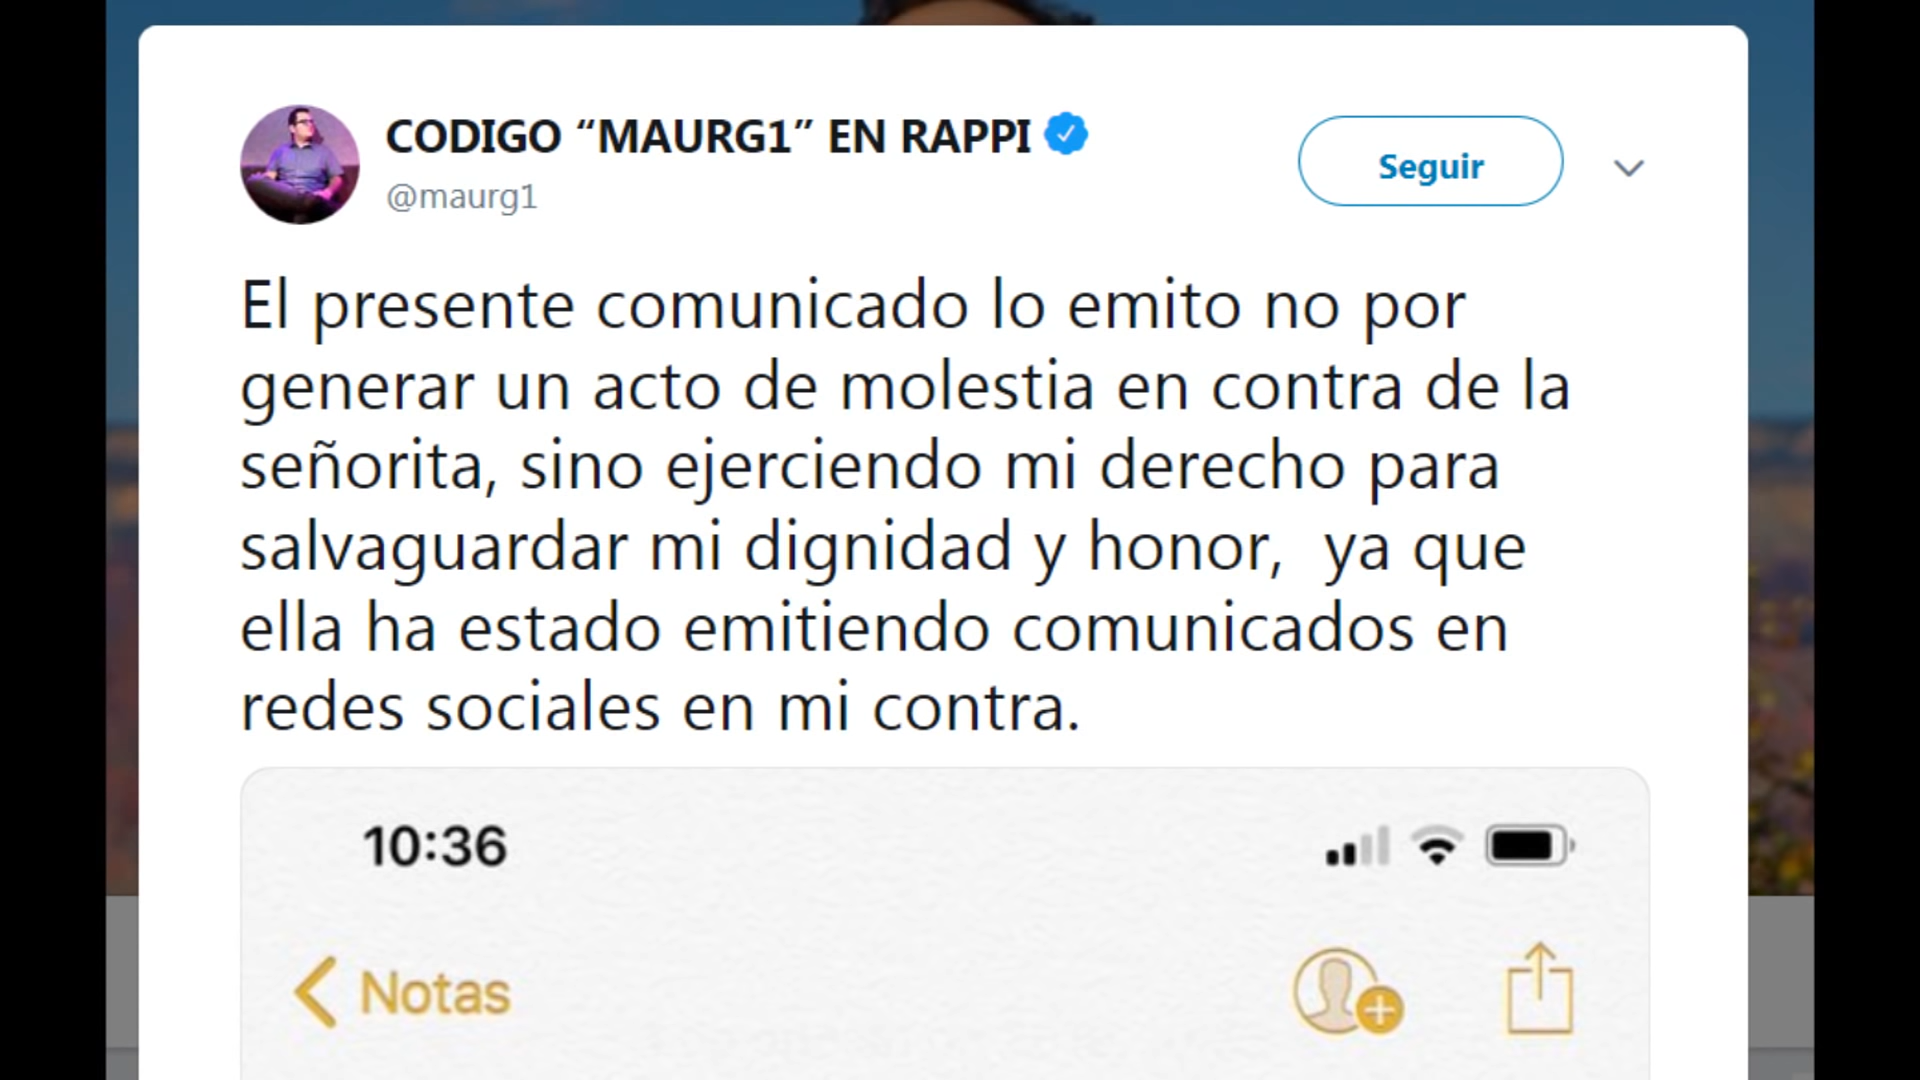 CODIGO “MAURG1” EN RAPPI
@maurg1
Seguir
El presente comunicado lo emito no por
generar un acto de molestia en contra de la
señorita, sino ejerciendo mi derecho para
salvaguardar mi dignidad y honor,  ya que
ella ha estado emitiendo comunicados en
redes sociales en mi contra.
10:36
Notas